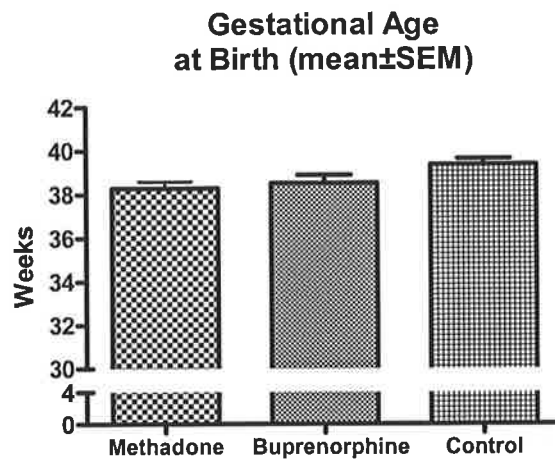 Gestational Age
at Birth (mean±SEM)
42
40
38
36
34
32
30
4
0
Weeks
Methadone Buprenorphine Control